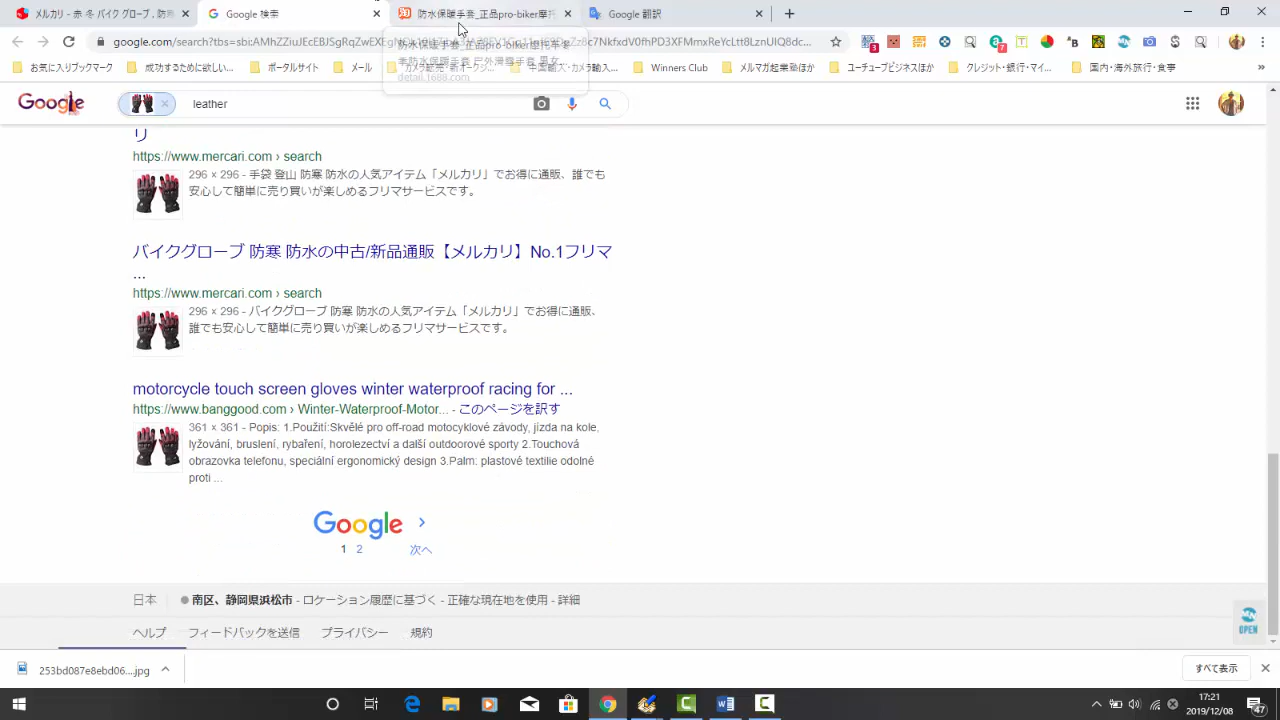 メルカリ - 赤 冬 バイク グローブ . 防寒
Google 検索
防水保暖手套_正品pro-biker摩托
Google 翻訳
google.com/search?tbs=sbi:
お気に入りブックマーク
成功するために欲しい...
ポータルサイト
メール
Winners Club
メルマガ起業塾ほか
ユーチューブビジネスほか
クレジット・銀行・マイ...
国内・海外旅行・食事
detail.1688.com
Google
leather
リ
https://www.mercari.com › search
296 × 296 - 手袋 登山 防寒 防水の人気アイテム「メルカリ」でお得に通販、誰でも
安心して簡単に売り買いが楽しめるフリマサービスです。
バイクグローブ 防寒 防水の中古/新品通販【メルカリ】No.1フリマ
...
https://www.mercari.com › search
296 × 296 - バイクグローブ 防寒 防水の人気アイテム「メルカリ」でお得に通販、
誰でも安心して簡単に売り買いが楽しめるフリマサービスです。
motorcycle touch screen gloves winter waterproof racing for ...
https://www.banggood.com › Winter-Waterproof-Motor... - このページを訳す
361 × 361 - Popis: 1.Použití:Skvělé pro off-road motocyklové závody, jízda na kole,
lyžování, bruslení, rybaření, horolezectví a další outdoorové sporty 2.Touchová
obrazovka telefonu, speciální ergonomický design 3.Palm: plastové textilie odolné
proti ...
Google
1 2 次へ
日本 南区、静岡県浜松市 - ロケーション履歴に基づく - 正確な現在地を使用 - 詳細
OPEN
ヘルプ フィードバックを送信 プライバシー 規約
253bd087e8ebd06....jpg
すべて表示
17:21
2019/12/08
47